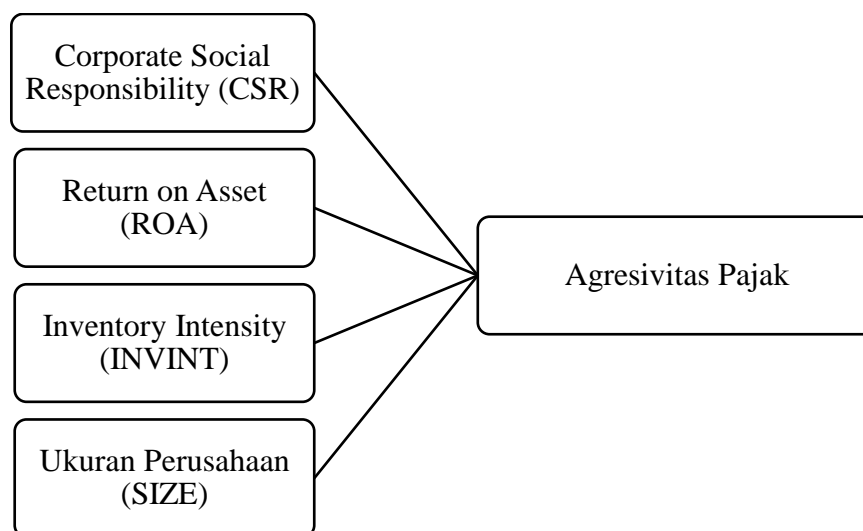 Corporate Social
Responsibility (CSR)
Return on Asset
(ROA)
Inventory Intensity
(INVINT)
Ukuran Perusahaan
(SIZE)
Agresivitas Pajak